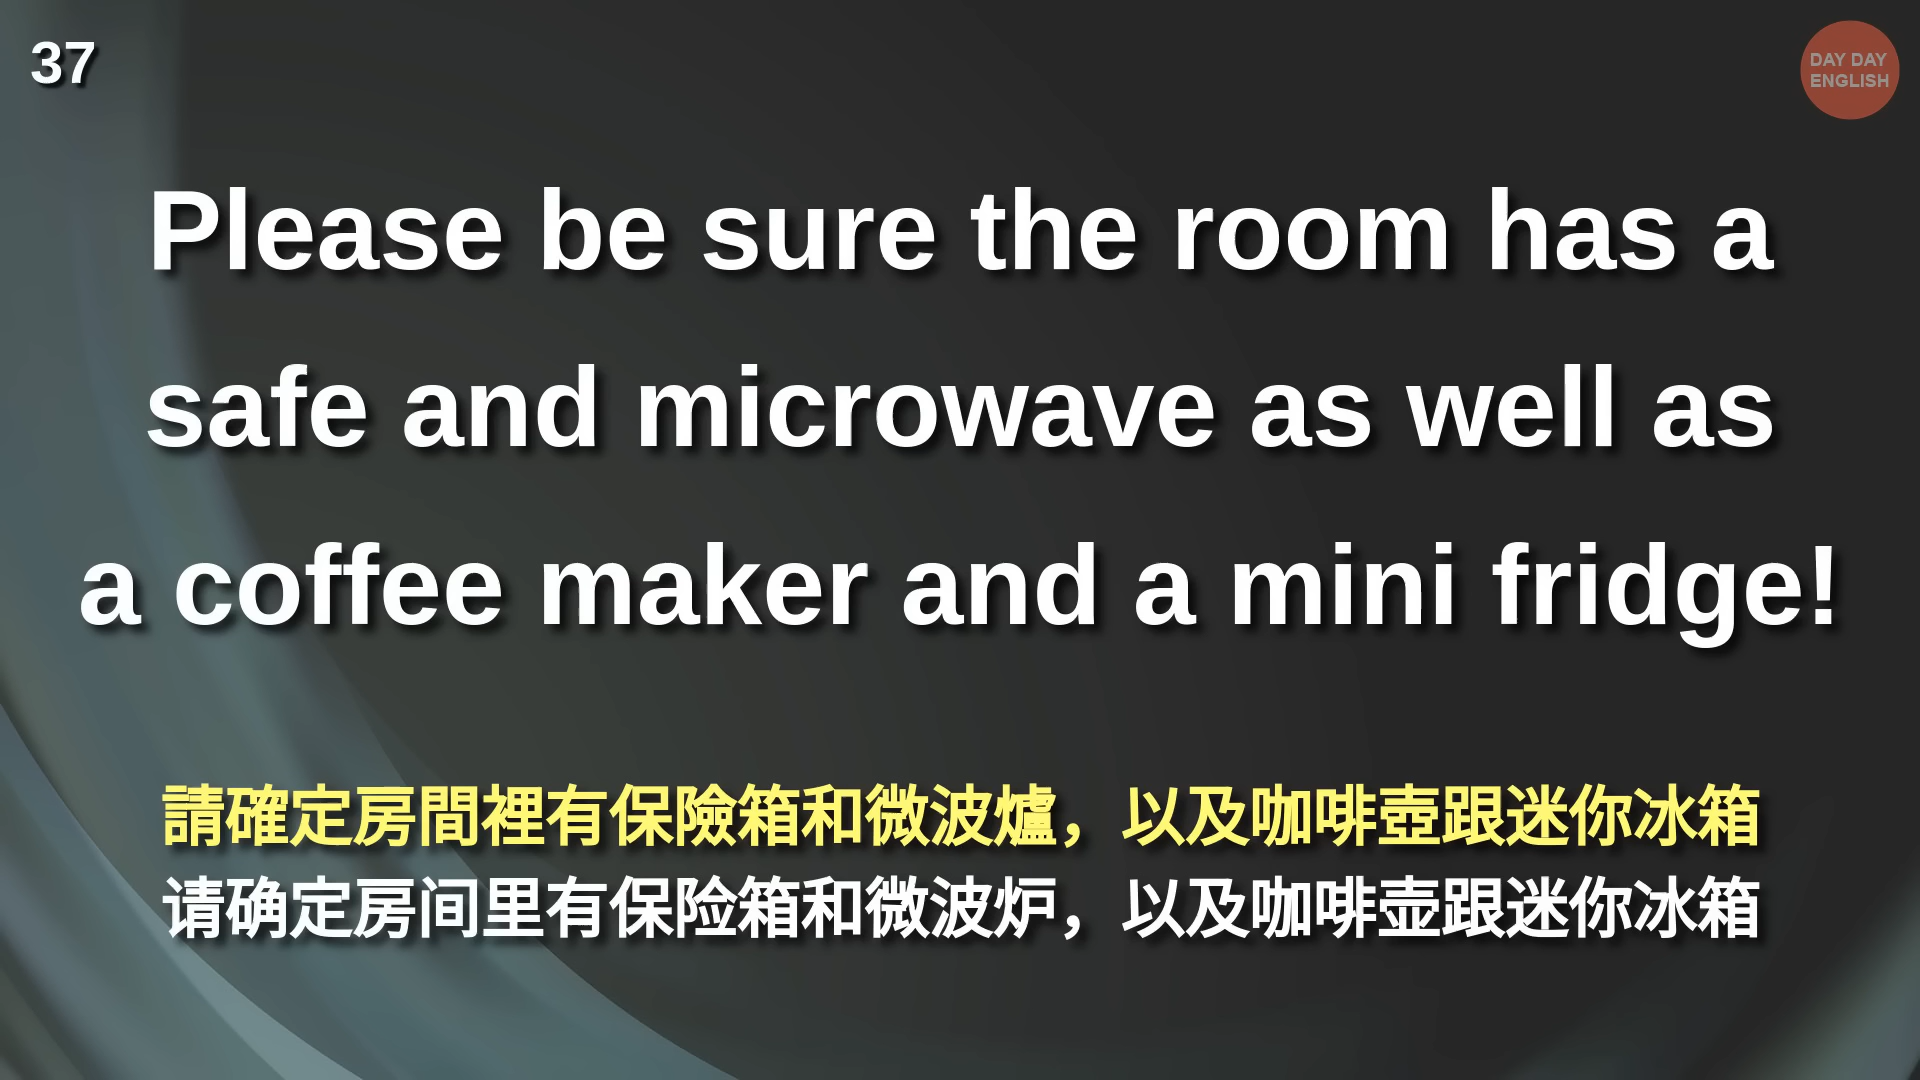 37
DAY DAY
ENGLISH
Please be sure the room has a
safe and microwave as well as
a coffee maker and a mini fridge!
請確定房間裡有保險箱和微波爐，以及咖啡壺跟迷你冰箱
请确定房间里有保险箱和微波炉，以及咖啡壶跟迷你冰箱